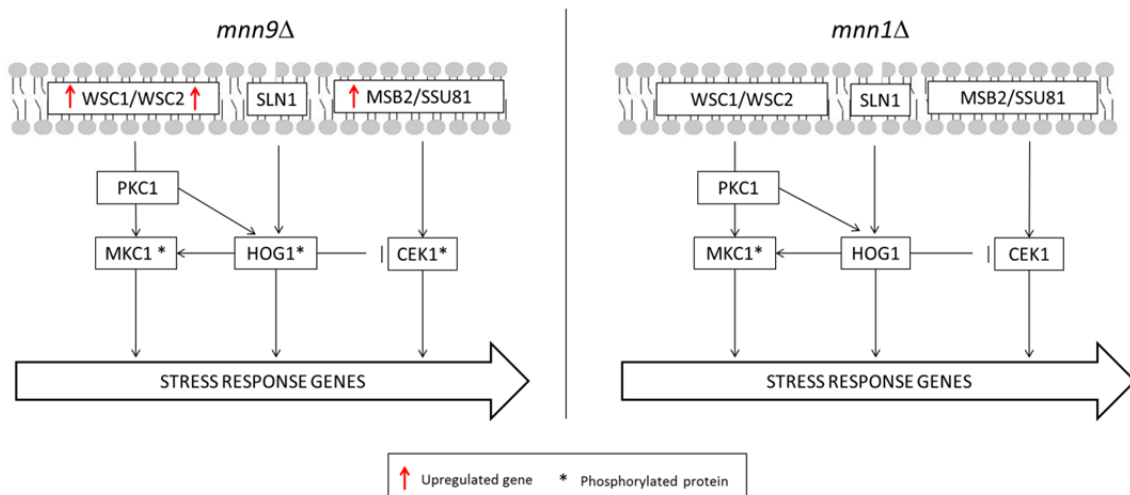 mnn9Δ
mnn1Δ
WSC1/WSC2
SLN1
MSB2/SSU81
WSC1/WSC2
SLN1
MSB2/SSU81
PKC1
PKC1
MKC1 *
HOG1*
CEK1*
MKC1*
HOG1
CEK1
STRESS RESPONSE GENES
STRESS RESPONSE GENES
Upregulated gene
* Phosphorylated protein